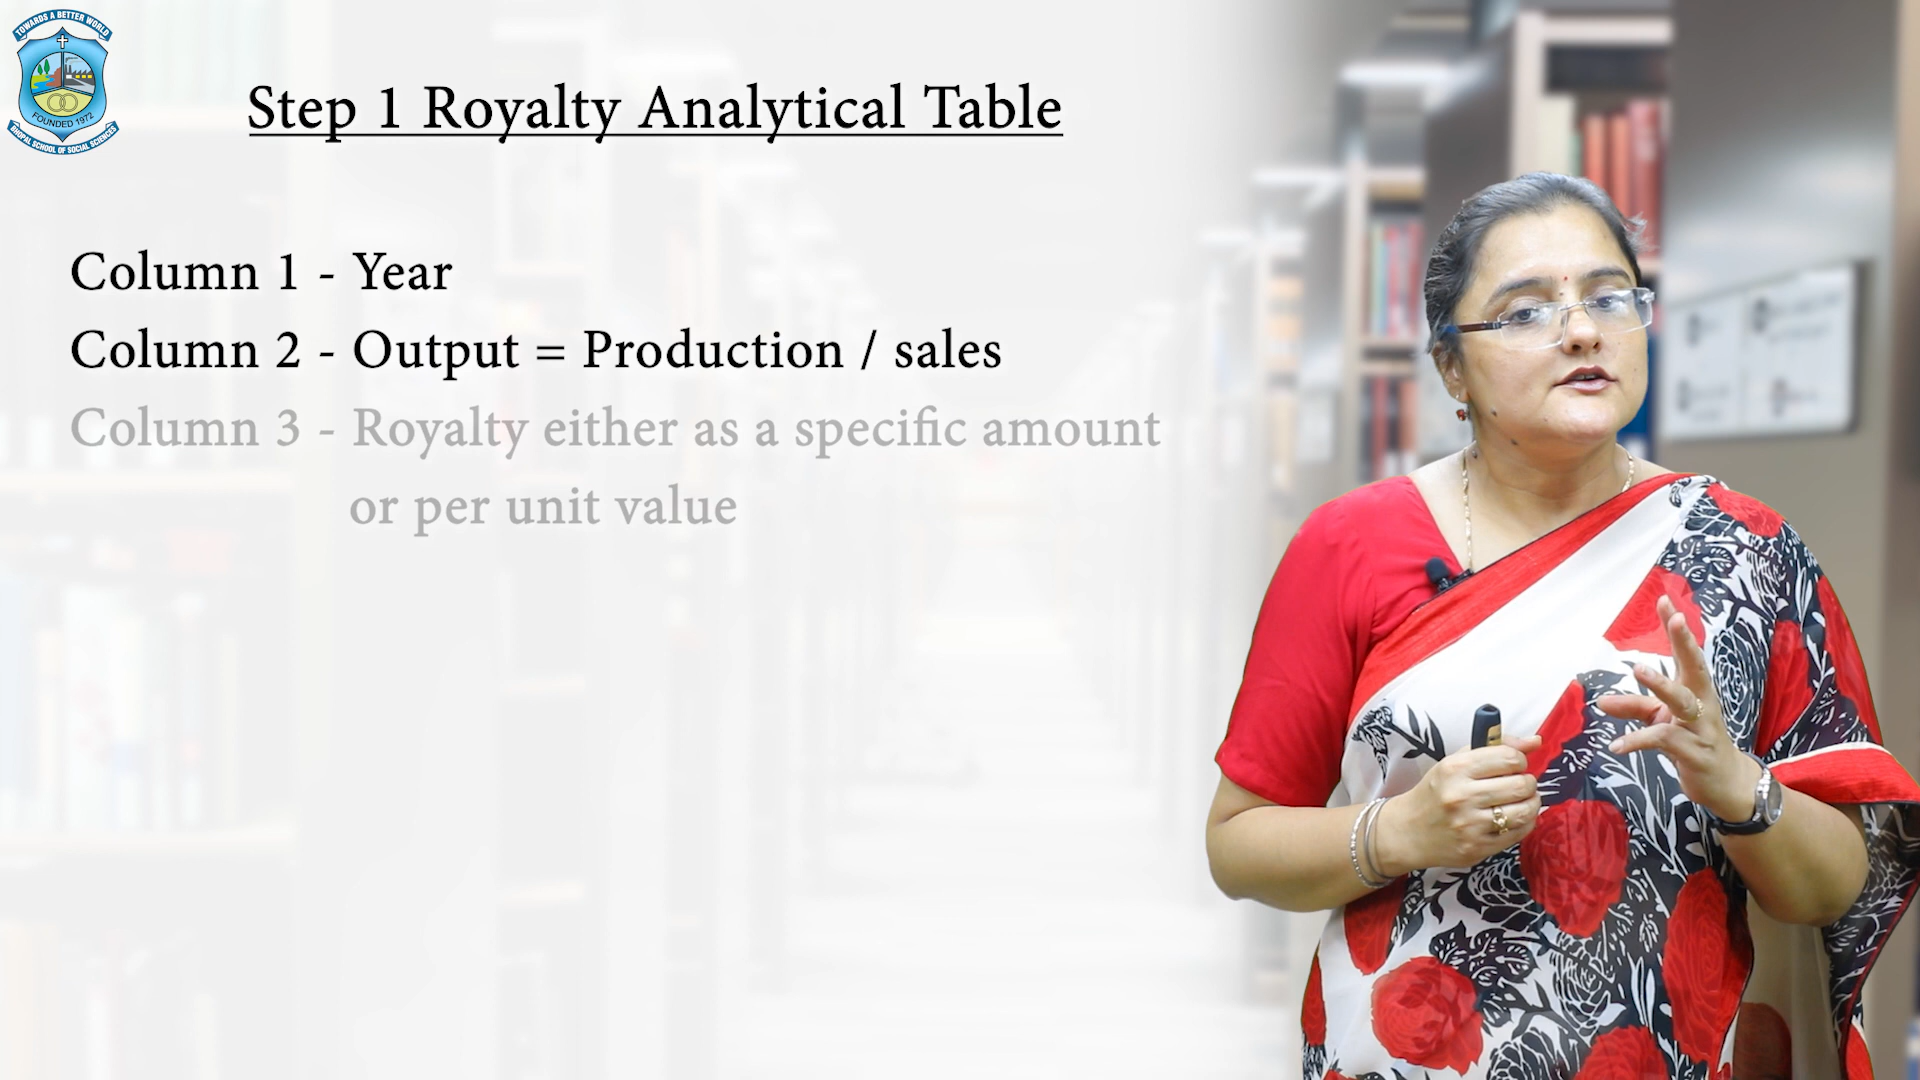 TOWARDS A BETTER WORLD
FOUNDED 1972
BHOPAL SCHOOL OF SOCIAL SCIENCES
Step 1 Royalty Analytical Table
Column 1 - Year
Column 2 - Output = Production / sales
Column 3 - Royalty either as a specific amount
or per unit value